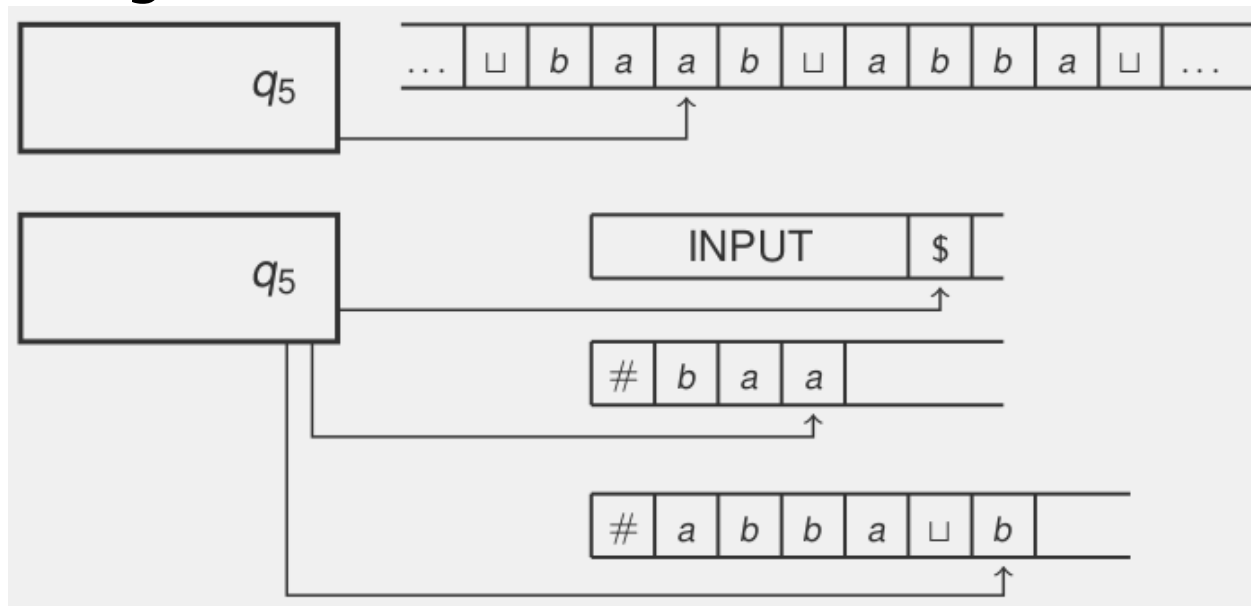 ... ⊔ b a a b ⊔ a b b a ⊔ ...
q₅
INPUT $
q₅
# b a a
# a b b a ⊔ b